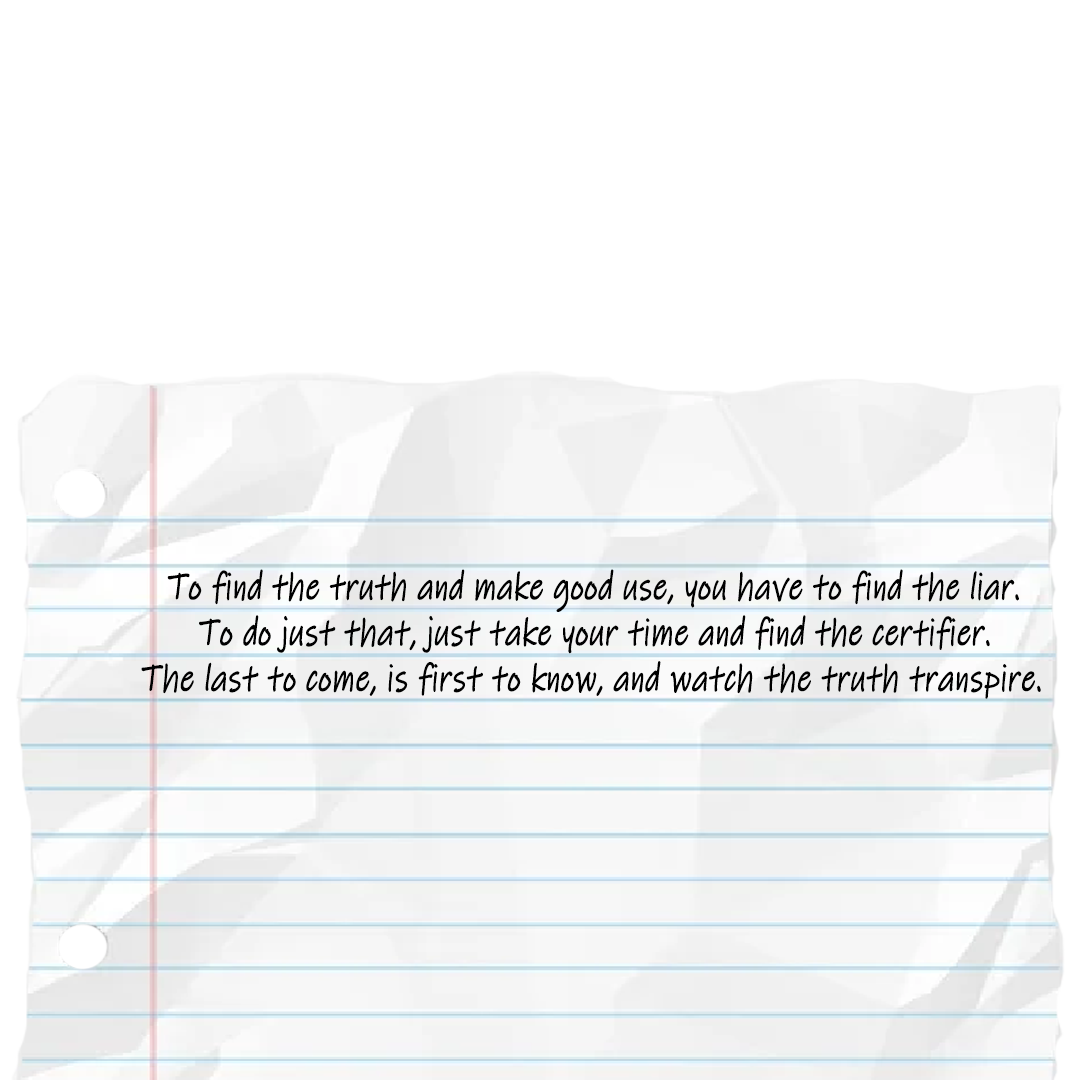 To find the truth and make good use, you have to find the liar.
To do just that, just take your time and find the certifier.
The last to come, is first to know, and watch the truth transpire.